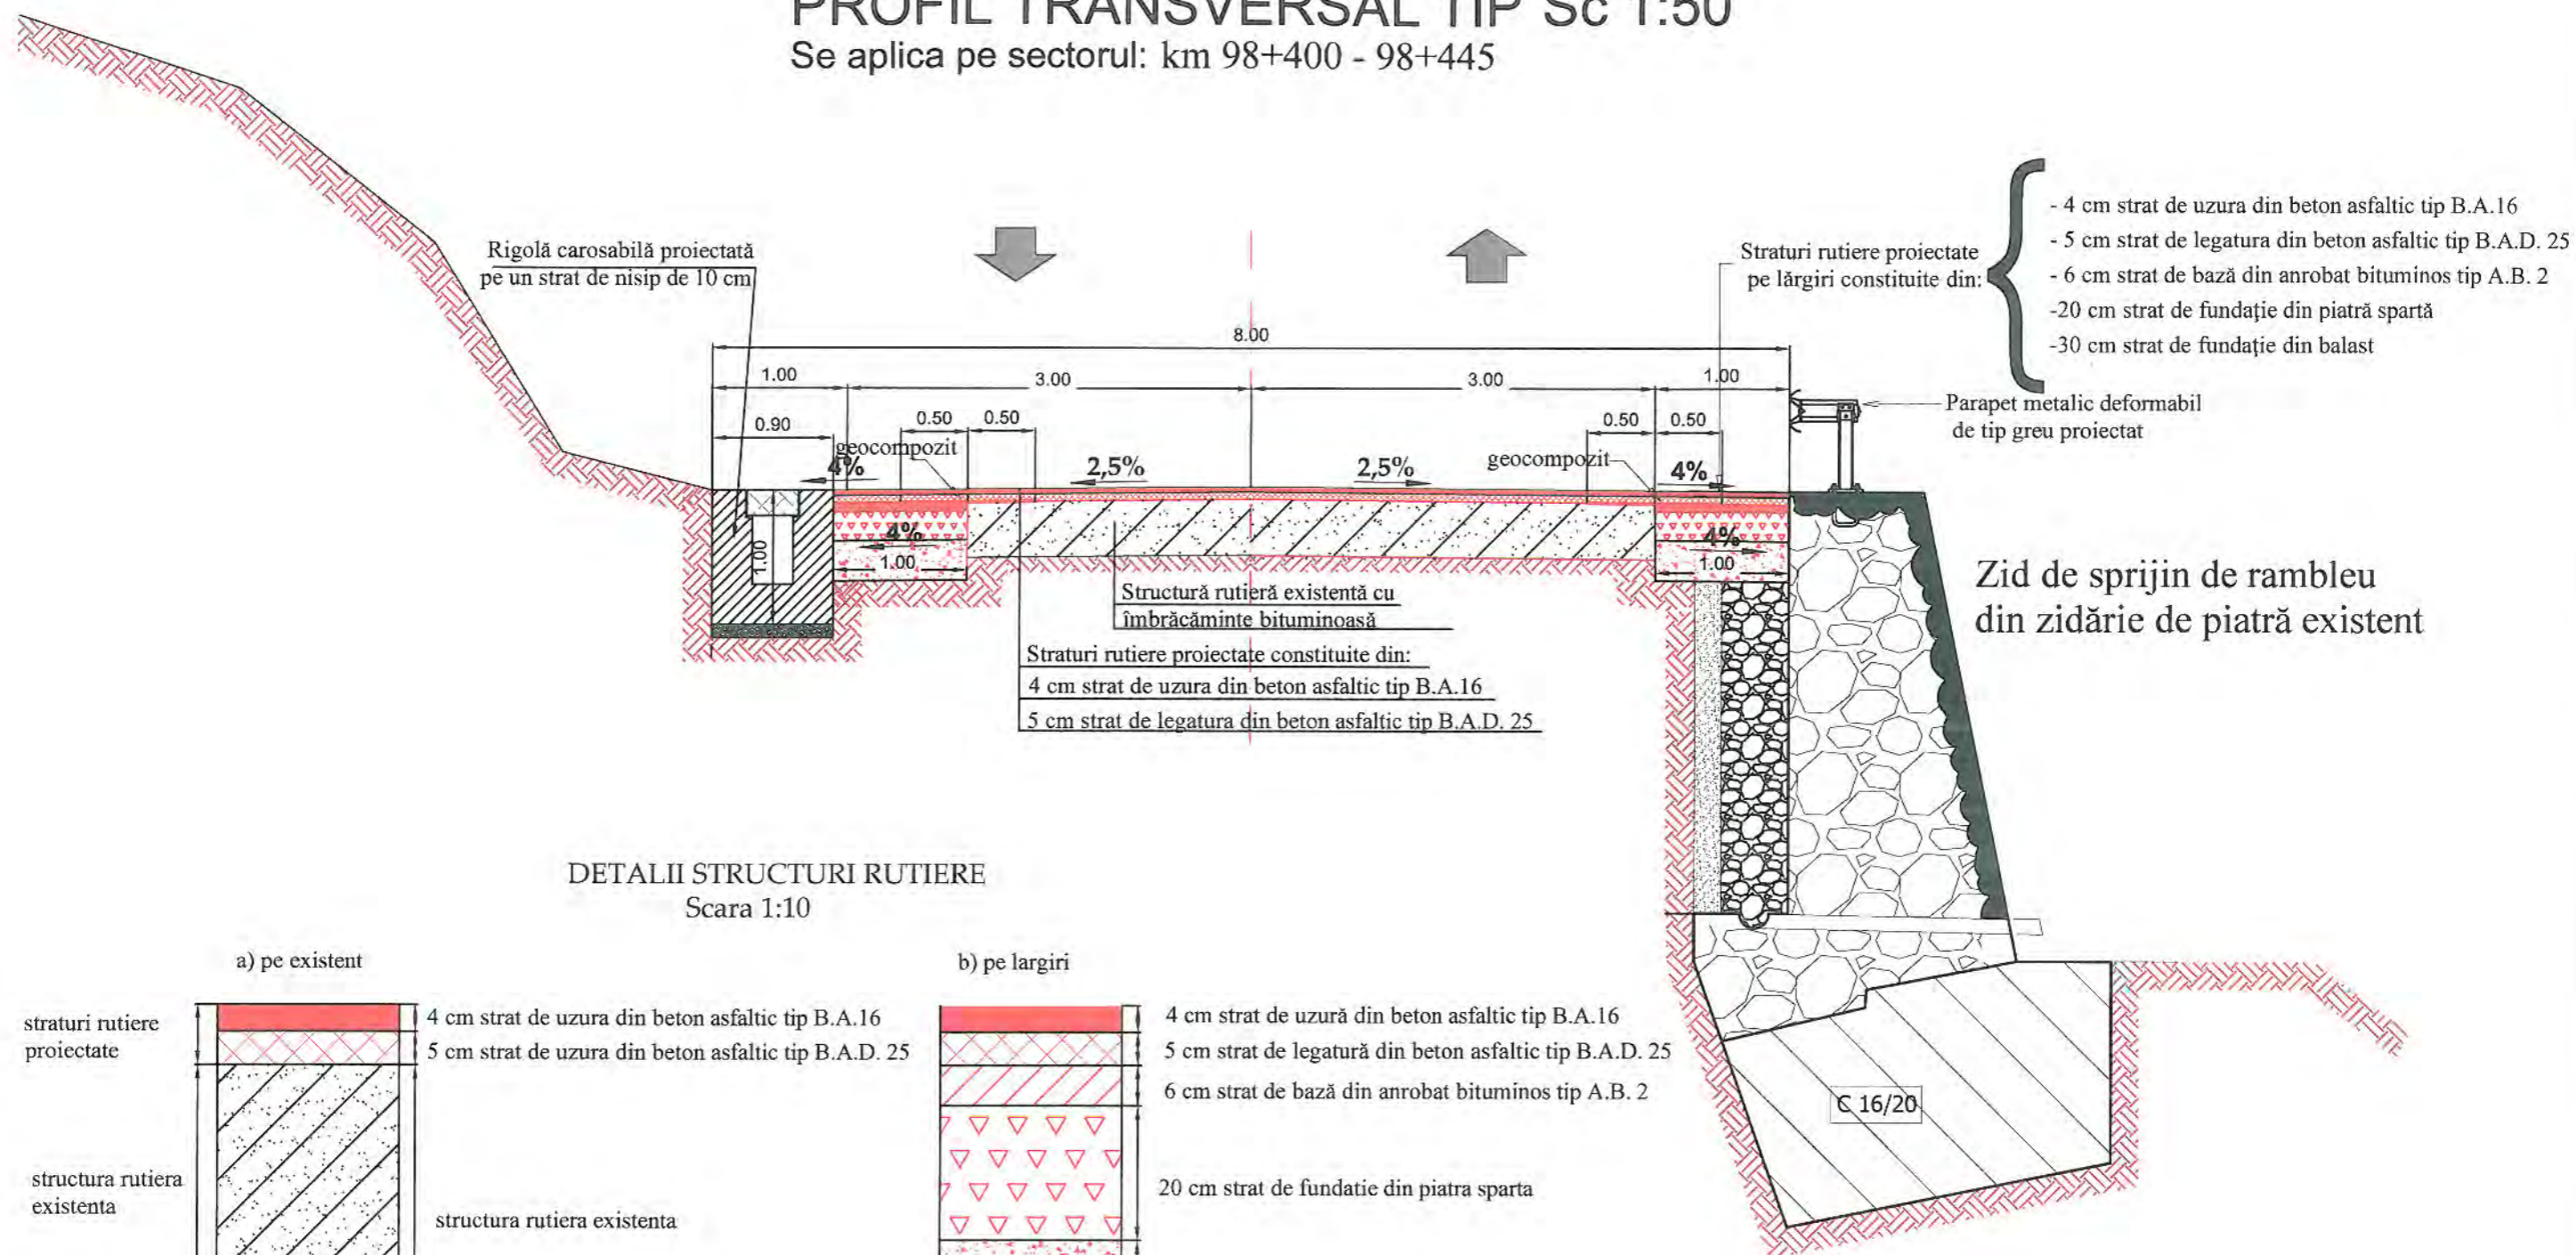 PROFIL TRANSVERSAL TIP Sc 1:50
Se aplica pe sectorul: km 98+400 - 98+445
Rigolă carosabilă proiectată
pe un strat de nisip de 10 cm
Straturi rutiere proiectate
pe lărgiri constituite din:
- 4 cm strat de uzura din beton asfaltic tip B.A.16
- 5 cm strat de legatura din beton asfaltic tip B.A.D. 25
- 6 cm strat de bază din anrobat bituminos tip A.B. 2
-20 cm strat de fundaţie din piatră spartă
-30 cm strat de fundaţie din balast
8.00
1.00
3.00
3.00
1.00
Parapet metalic deformabil
de tip greu proiectat
0.90
0.50
0.50
0.50
0.50
geocompozit
geocompozit
4%
2,5%
2,5%
4%
1.00
4%
1.00
4%
1.00
Structură rutieră existentă cu
îmbrăcăminte bituminoasă
Straturi rutiere proiectate constituite din:
4 cm strat de uzura din beton asfaltic tip B.A.16
5 cm strat de legatura din beton asfaltic tip B.A.D. 25
Zid de sprijin de rambleu
din zidărie de piatră existent
DETALII STRUCTURI RUTIERE
Scara 1:10
a) pe existent
straturi rutiere
proiectate
4 cm strat de uzura din beton asfaltic tip B.A.16
5 cm strat de uzura din beton asfaltic tip B.A.D. 25
structura rutiera
existenta
structura rutiera existenta
b) pe largiri
4 cm strat de uzură din beton asfaltic tip B.A.16
5 cm strat de legatură din beton asfaltic tip B.A.D. 25
6 cm strat de bază din anrobat bituminos tip A.B. 2
20 cm strat de fundatie din piatra sparta
C 16/20